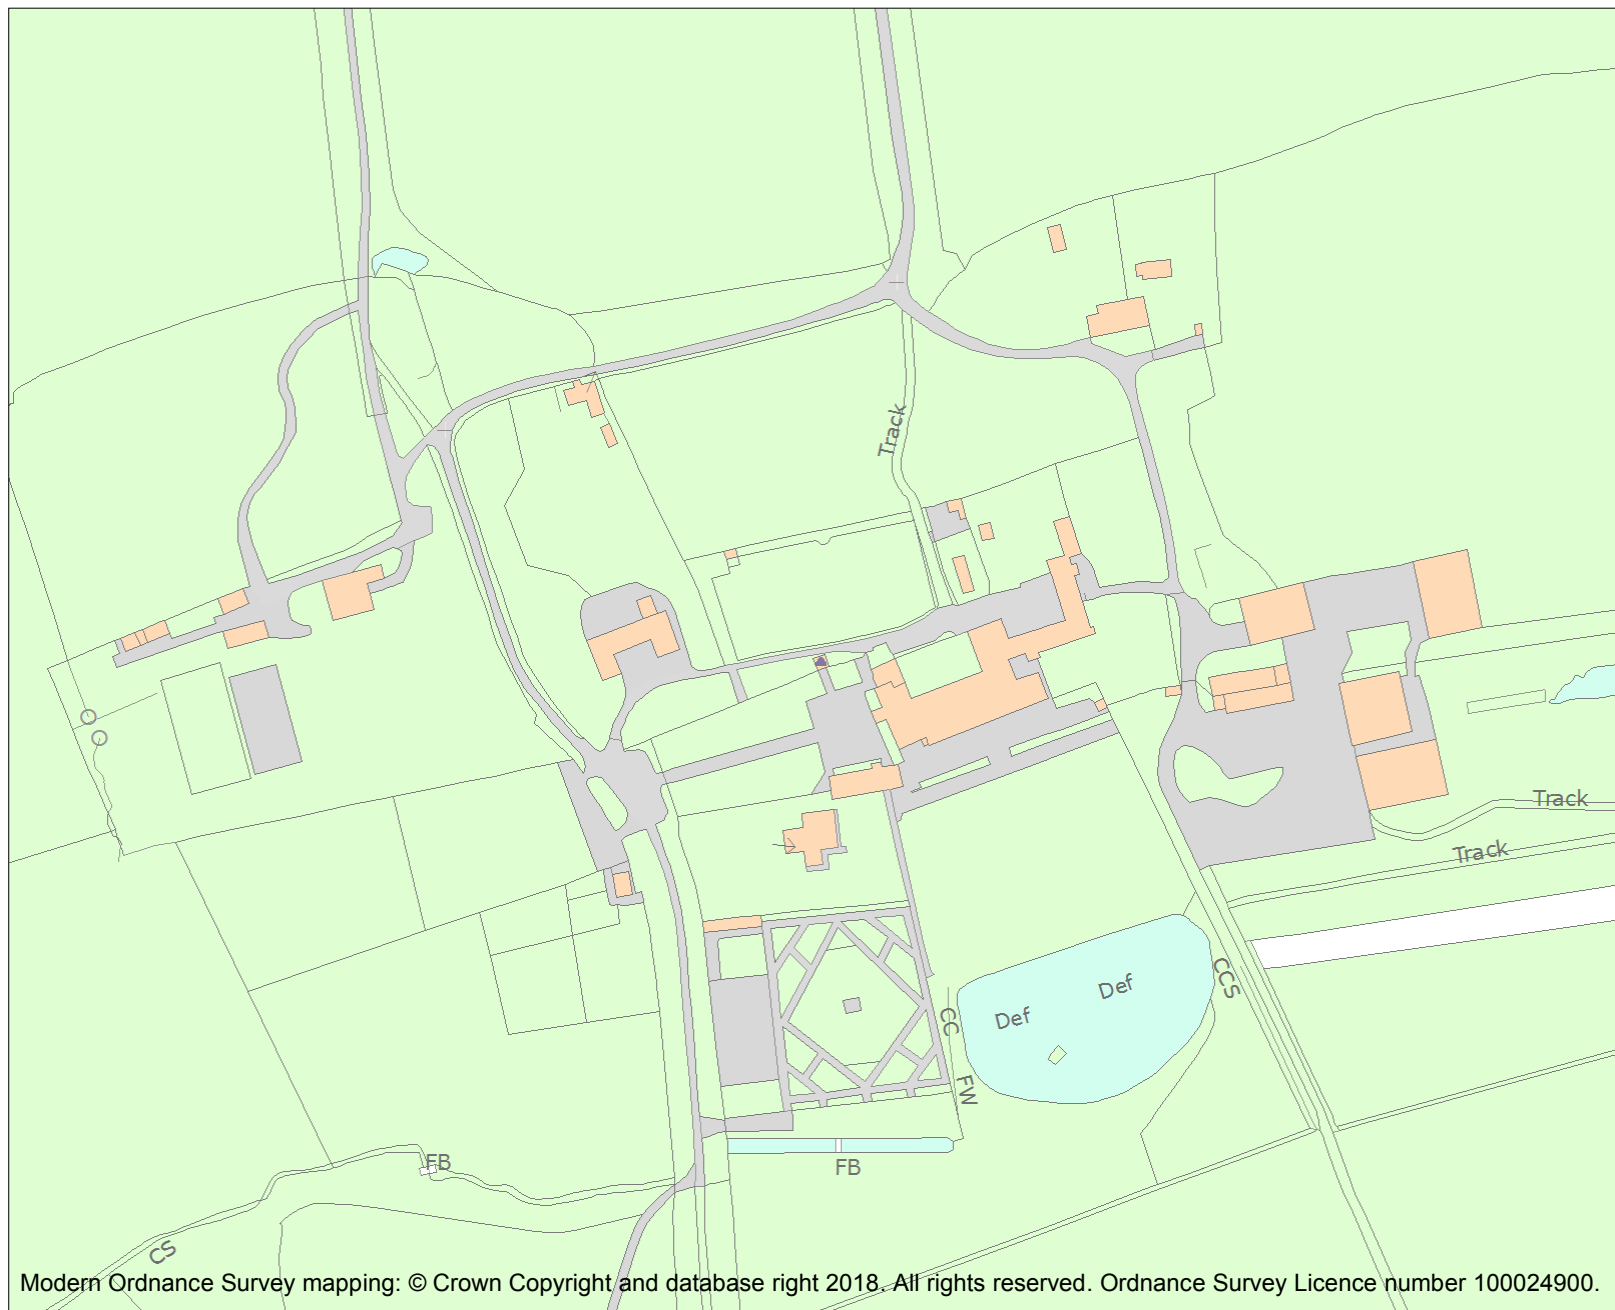 Track
Track
Track
CCS
Def
Def
CC
FW
FB
FB
CS
Modern Ordnance Survey mapping: © Crown Copyright and database right 2018. All rights reserved. Ordnance Survey Licence number 100024900.